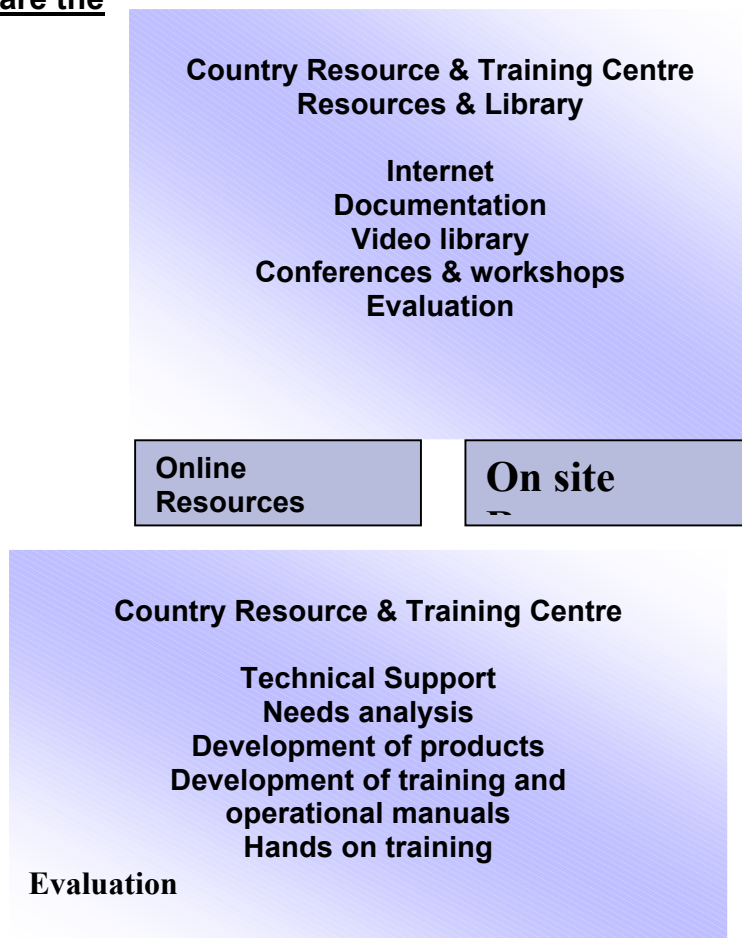 are the
Country Resource & Training Centre
Resources & Library
Internet
Documentation
Video library
Conferences & workshops
Evaluation
Online
Resources
On site
Country Resource & Training Centre
Technical Support
Needs analysis
Development of products
Development of training and
operational manuals
Hands on training
Evaluation